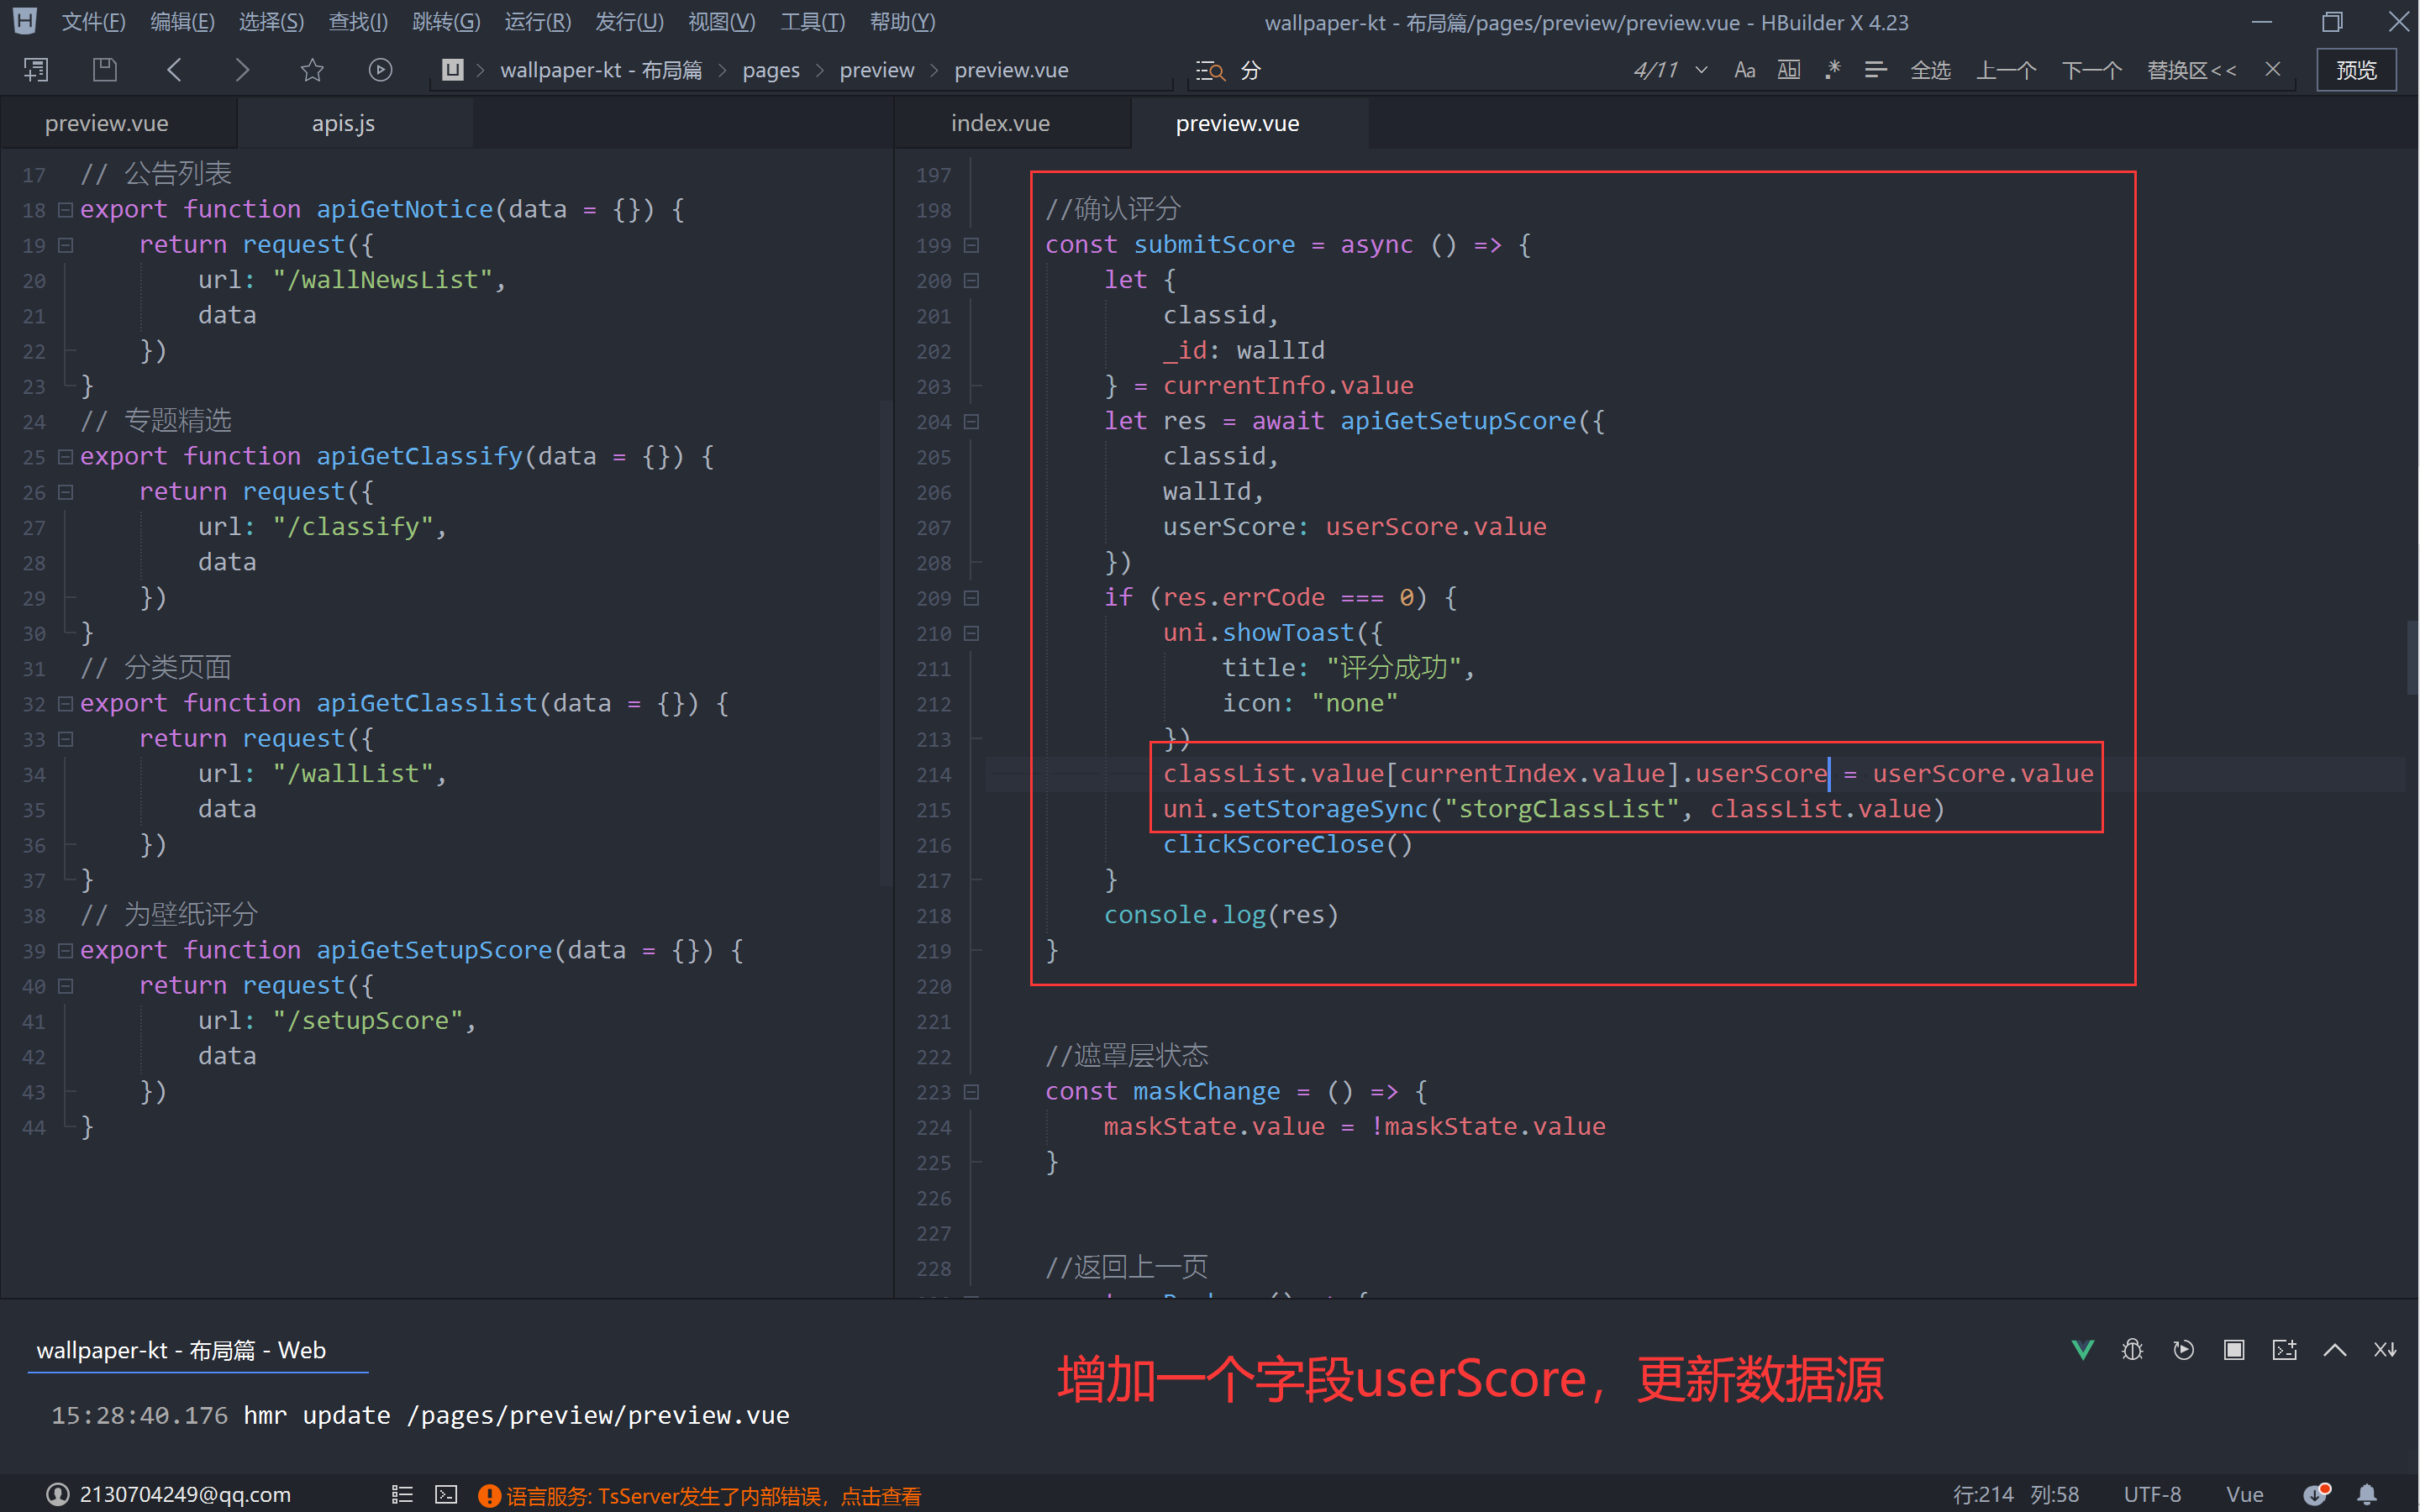 文件(F) 编辑(E) 选择(S) 查找(I) 跳转(G) 运行(R) 发行(U) 视图(V) 工具(T) 帮助(Y) wallpaper-kt - 布局篇/pages/preview/preview.vue - HBuilder X 4.23
wallpaper-kt - 布局篇 > pages > preview > preview.vue 分 4/11 Aa Ab .* 全选 上一个 下一个 替换区<< 预览
preview.vue apis.js
17 // 公告列表
18 export function apiGetNotice(data = {}) {
19 return request({
20 url: "/wallNewsList",
21 data
22 })
23 }
24 // 专题精选
25 export function apiGetClassify(data = {}) {
26 return request({
27 url: "/classify",
28 data
29 })
30 }
31 // 分类页面
32 export function apiGetClasslist(data = {}) {
33 return request({
34 url: "/wallList",
35 data
36 })
37 }
38 // 为壁纸评分
39 export function apiGetSetupScore(data = {}) {
40 return request({
41 url: "/setupScore",
42 data
43 })
44 }
index.vue preview.vue
197
198 //确认评分
199 const submitScore = async () => {
200 let {
201 classid,
202 _id: wallId
203 } = currentInfo.value
204 let res = await apiGetSetupScore({
205 classid,
206 wallId,
207 userScore: userScore.value
208 })
209 if (res.errCode === 0) {
210 uni.showToast({
211 title: "评分成功",
212 icon: "none"
213 })
214 classList.value[currentIndex.value].userScore = userScore.value
215 uni.setStorageSync("storgClassList", classList.value)
216 clickScoreClose()
217 }
218 console.log(res)
219 }
220
221
222 //遮罩层状态
223 const maskChange = () => {
224 maskState.value = !maskState.value
225 }
226
227
228 //返回上一页
wallpaper-kt - 布局篇 - Web
增加一个字段userScore，更新数据源
15:28:40.176 hmr update /pages/preview/preview.vue
2130704249@qq.com 语言服务: TsServer发生了内部错误，点击查看 行:214 列:58 UTF-8 Vue